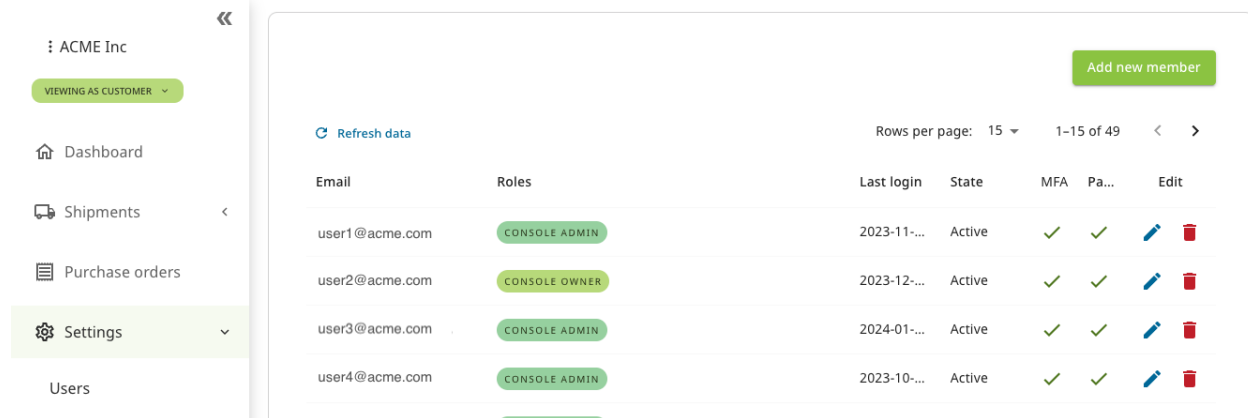 ACME Inc
VIEWING AS CUSTOMER
Dashboard
Shipments
Purchase orders
Settings
Users
Add new member
Refresh data
Rows per page: 15 1–15 of 49
Email Roles Last login State MFA Pa... Edit
user1@acme.com CONSOLE ADMIN 2023-11-... Active
user2@acme.com CONSOLE OWNER 2023-12-... Active
user3@acme.com CONSOLE ADMIN 2024-01-... Active
user4@acme.com CONSOLE ADMIN 2023-10-... Active